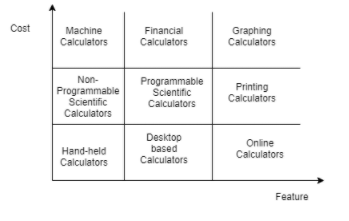 Cost
Machine
Calculators
Financial
Calculators
Graphing
Calculators
Non-
Programmable
Scientific
Calculators
Programmable
Scientific
Calculators
Printing
Calculators
Hand-held
Calculators
Desktop
based
Calculators
Online
Calculators
Feature